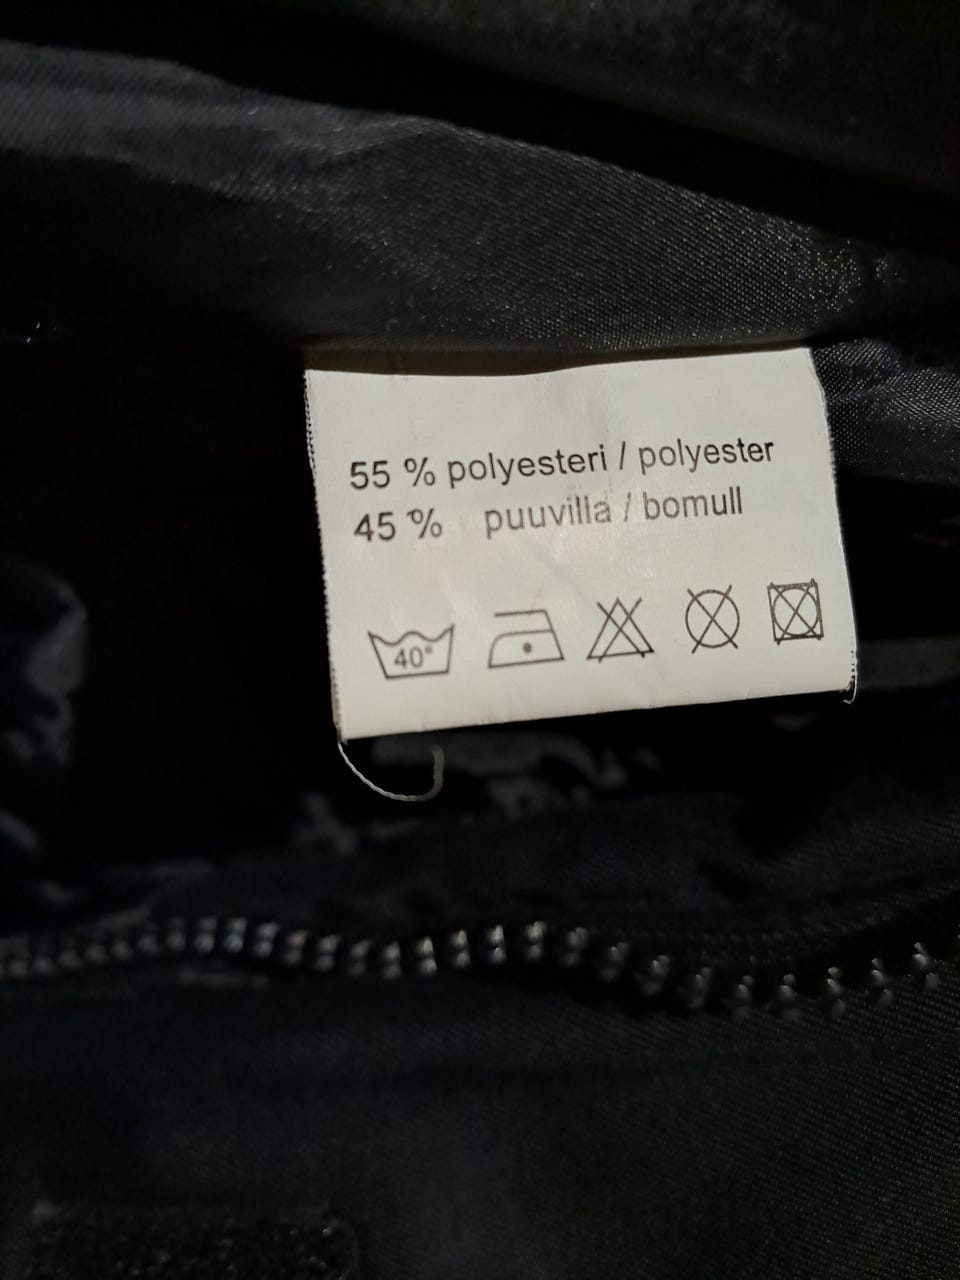 55 % polyesteri / polyester
45 % puuvilla / bomull
40°